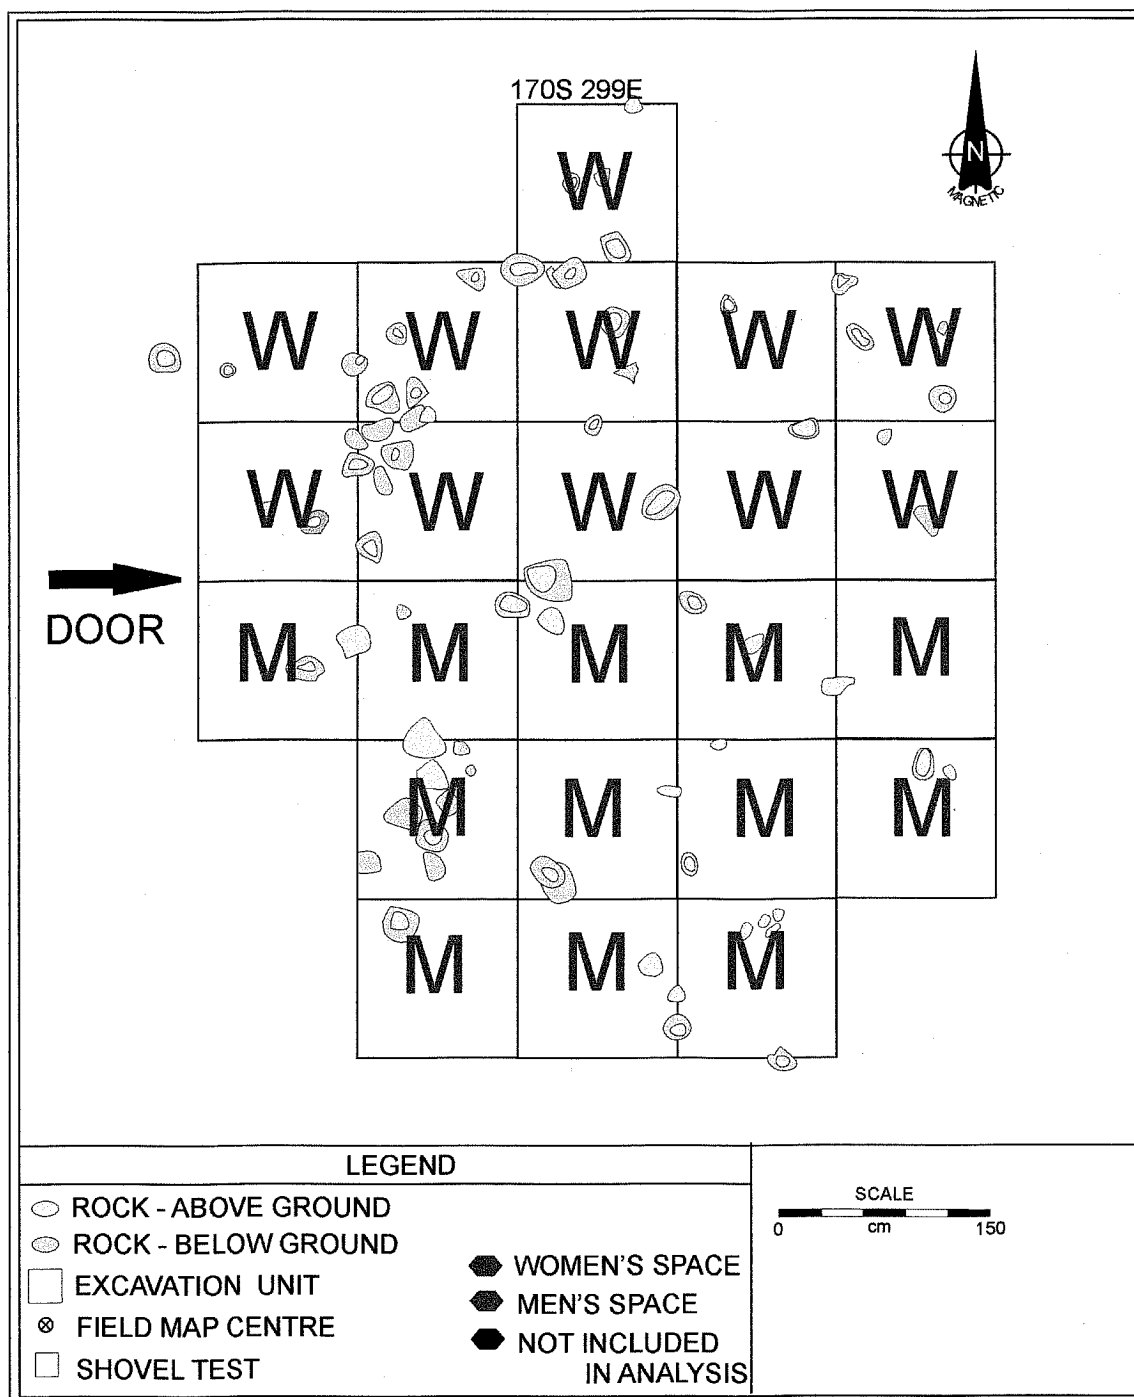 170S 299E
N
MAGNETIC
W
W W W W W
W W W W W
DOOR
M M M M M
M M M M
M M M
LEGEND
ROCK - ABOVE GROUND
ROCK - BELOW GROUND
EXCAVATION UNIT
FIELD MAP CENTRE
SHOVEL TEST
WOMEN'S SPACE
MEN'S SPACE
NOT INCLUDED
IN ANALYSIS
SCALE
0 cm 150